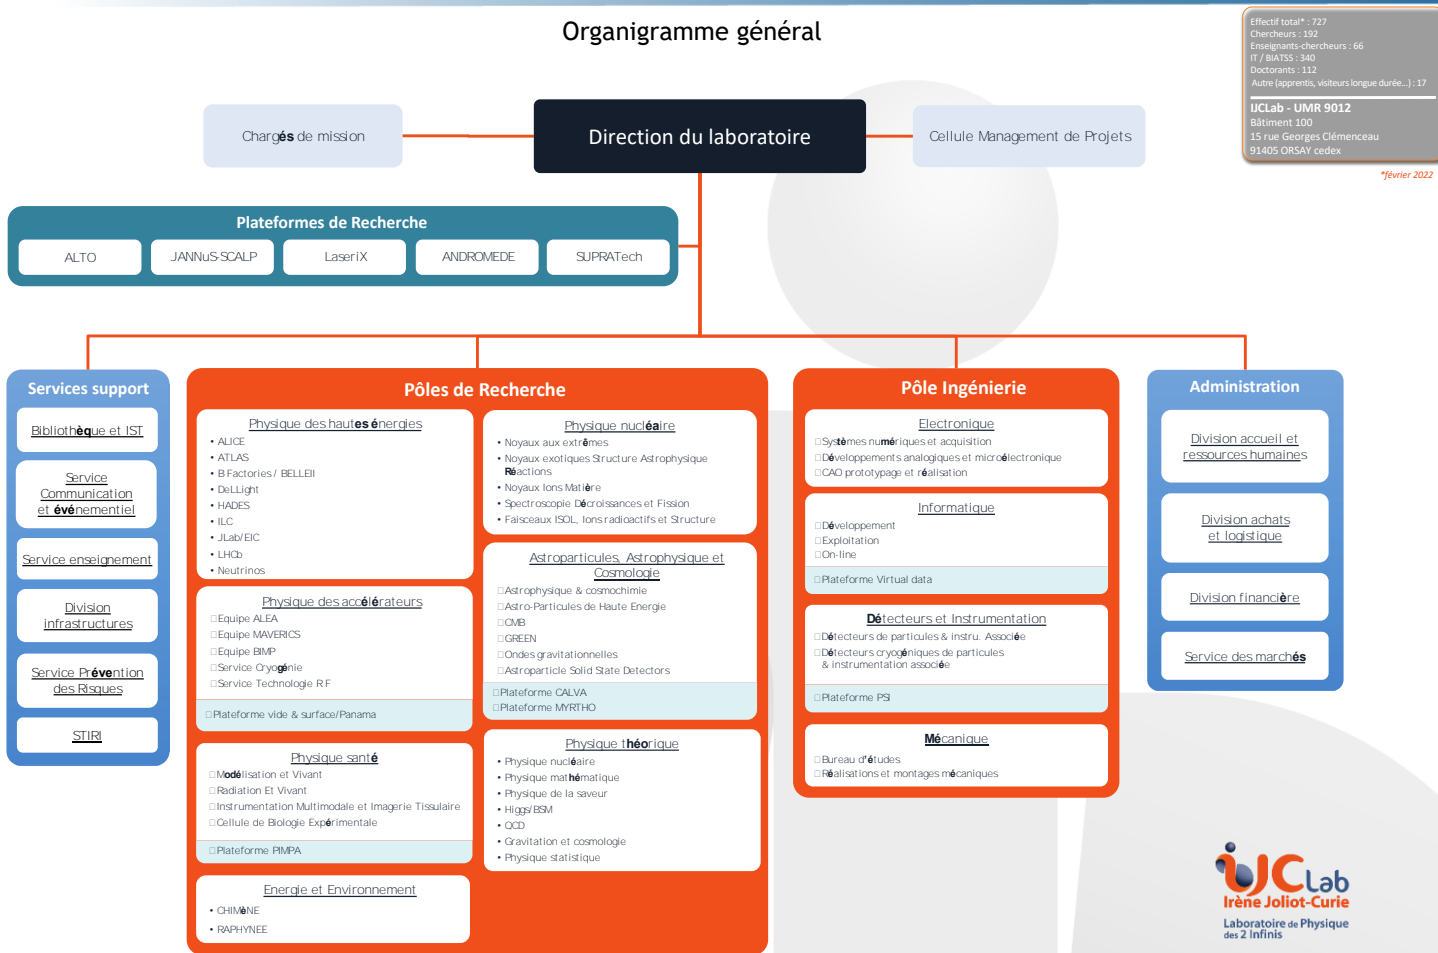 Organigramme général
Effectif total* : 727
Chercheurs : 192
Enseignants-chercheurs : 66
IT / BIATSS : 340
Doctorants : 112
Autre (apprentis, visiteurs longue durée...) : 17
IJCLab - UMR 9012
Bâtiment 100
15 rue Georges Clémenceau
91405 ORSAY cedex
*février 2022
Chargés de mission
Direction du laboratoire
Cellule Management de Projets
Plateformes de Recherche
ALTO
JANNuS-SCALP
LaseriX
ANDROMEDE
SUPRATech
Services support
Bibliothèque et IST
Service
Communication
et événementiel
Service enseignement
Division
infrastructures
Service Prévention
des Risques
STIRI
Pôles de Recherche
Physique des hautes énergies
• ALICE
• ATLAS
• B Factories / BELLEII
• DeLLight
• HADES
• ILC
• JLab/EIC
• LHCb
• Neutrinos
Physique des accélérateurs
□Equipe ALEA
□Equipe MAVERICS
□Equipe BIMP
□Service Cryogénie
□Service Technologie RF
□Plateforme vide & surface/Panama
Physique santé
□Modélisation et Vivant
□Radiation Et Vivant
□Instrumentation Multimodale et Imagerie Tissulaire
□Cellule de Biologie Expérimentale
□Plateforme PIMPA
Energie et Environnement
• CHIMèNE
• RAPHYNEE
Physique nucléaire
• Noyaux aux extrêmes
• Noyaux exotiques Structure Astrophysique
Réactions
• Noyaux Ions Matière
• Spectroscopie Décroissances et Fission
• Faisceaux ISOL, Ions radioactifs et Structure
Astroparticules, Astrophysique et
Cosmologie
□Astrophysique & cosmochimie
□Astro-Particules de Haute Energie
□CMB
□GREEN
□Ondes gravitationnelles
□Astroparticle Solid State Detectors
□Plateforme CALVA
□Plateforme MYRTHO
Physique théorique
• Physique nucléaire
• Physique mathématique
• Physique de la saveur
• Higgs/BSM
• QCD
• Gravitation et cosmologie
• Physique statistique
Pôle Ingénierie
Electronique
□Systèmes numériques et acquisition
□Développements analogiques et microélectronique
□CAO prototypage et réalisation
Informatique
□Développement
□Exploitation
□On-line
□Plateforme Virtual data
Détecteurs et Instrumentation
□Détecteurs de particules & instru. Associée
□Détecteurs cryogéniques de particules
& instrumentation associée
□Plateforme PSI
Mécanique
□Bureau d'études
□Réalisations et montages mécaniques
Administration
Division accueil et
ressources humaines
Division achats
et logistique
Division financière
Service des marchés
IJCLab
Irène Joliot-Curie
Laboratoire de Physique
des 2 Infinis